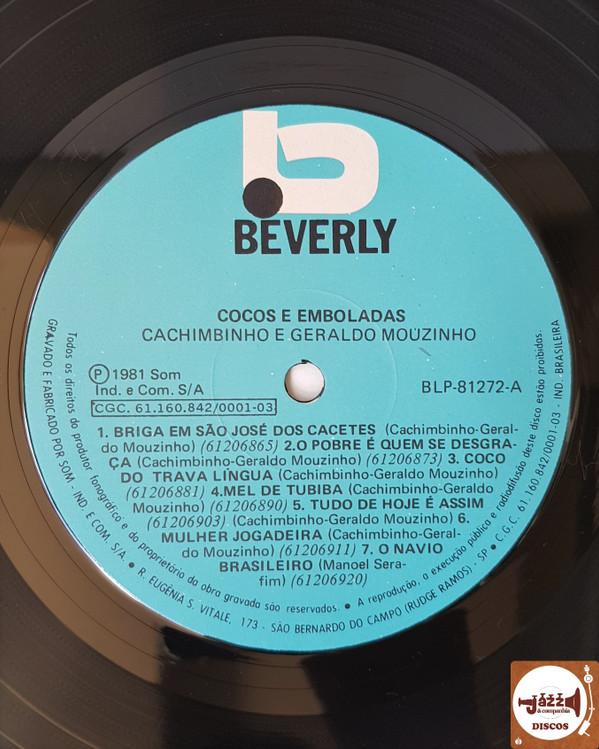 b
BEVERLY
COCOS E EMBOLADAS
CACHIMBINHO E GERALDO MOUZINHO
Ⓟ 1981 Som
Ind. e Com. S/A
BLP-81272-A
CGC. 61.160.842/0001-03
1. BRIGA EM SÃO JOSÉ DOS CACETES (Cachimbinho-Geral-
do Mouzinho) (61206865) 2.O POBRE É QUEM SE DESGRA-
ÇA (Cachimbinho-Geraldo Mouzinho) (61206873) 3. COCO
DO TRAVA LÍNGUA (Cachimbinho-Geraldo Mouzinho)
(61206881) 4.MEL DE TUBIBA (Cachimbinho-Geraldo
Mouzinho) (61206890) 5. TUDO DE HOJE É ASSIM
(61206903) (Cachimbinho-Geraldo Mouzinho) 6.
MULHER JOGADEIRA (Cachimbinho-Geral-
do Mouzinho) (61206911) 7. O NAVIO
BRASILEIRO (Manoel Sera-
fim) (61206920)
Todos os direitos do produtor fonográfico e do proprietário da obra gravada são reservados. ● A reprodução, a execução pública e radiodifusão deste disco estão proibidas.
GRAVADO E FABRICADO POR SOM - IND. E COM. S/A. ● R. EUGÊNIA S. VITALE, 173 - SÃO BERNARDO DO CAMPO (RUDGE RAMOS) - SP ● C.G.C. 61.160.842/0001-03 - IND. BRASILEIRA
Jazz
& companhia
DISCOS